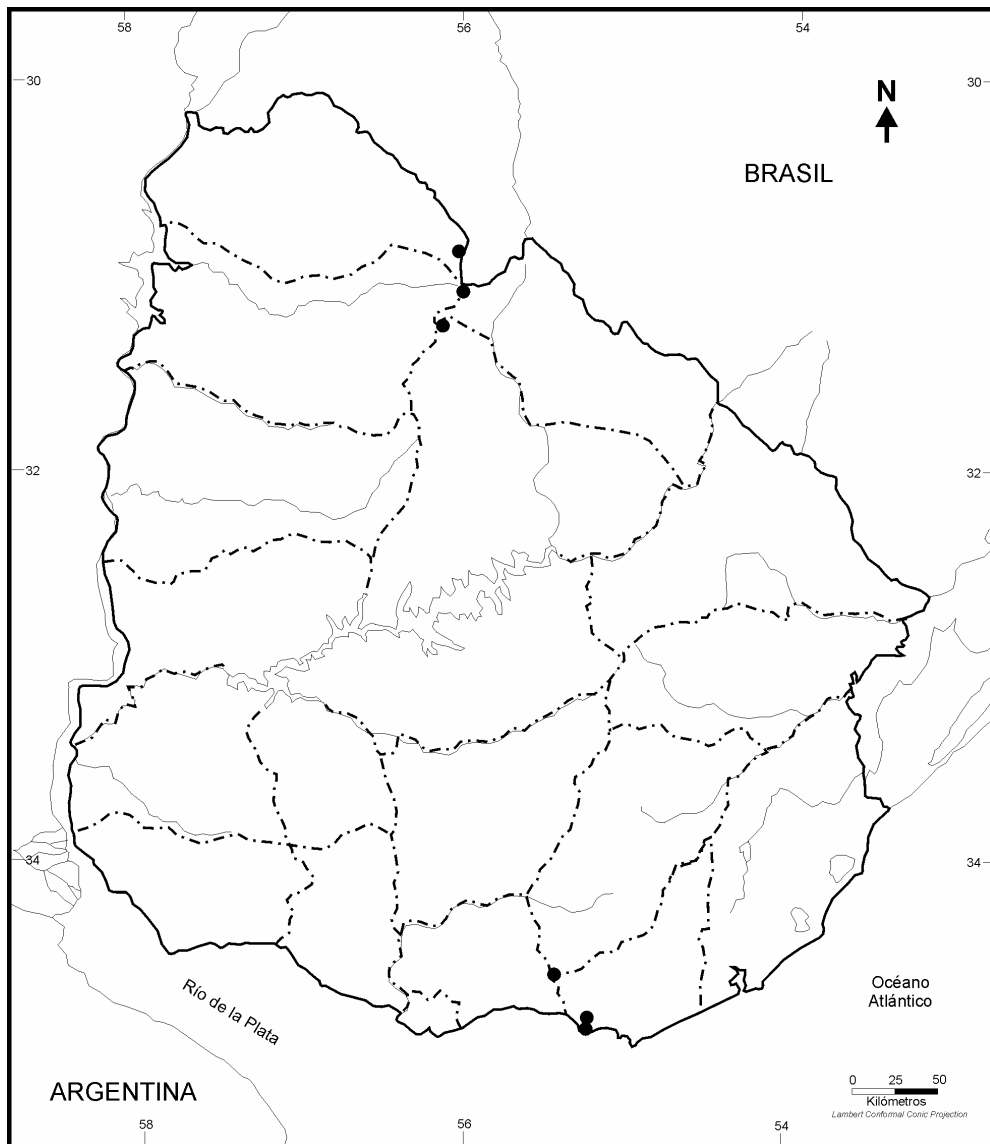 58 56 54
30 30
N
BRASIL
32 32
34 34
Río de la Plata
Océano
Atlántico
ARGENTINA
0 25 50
Kilómetros
Lambert Conformal Conic Projection
58 56 54